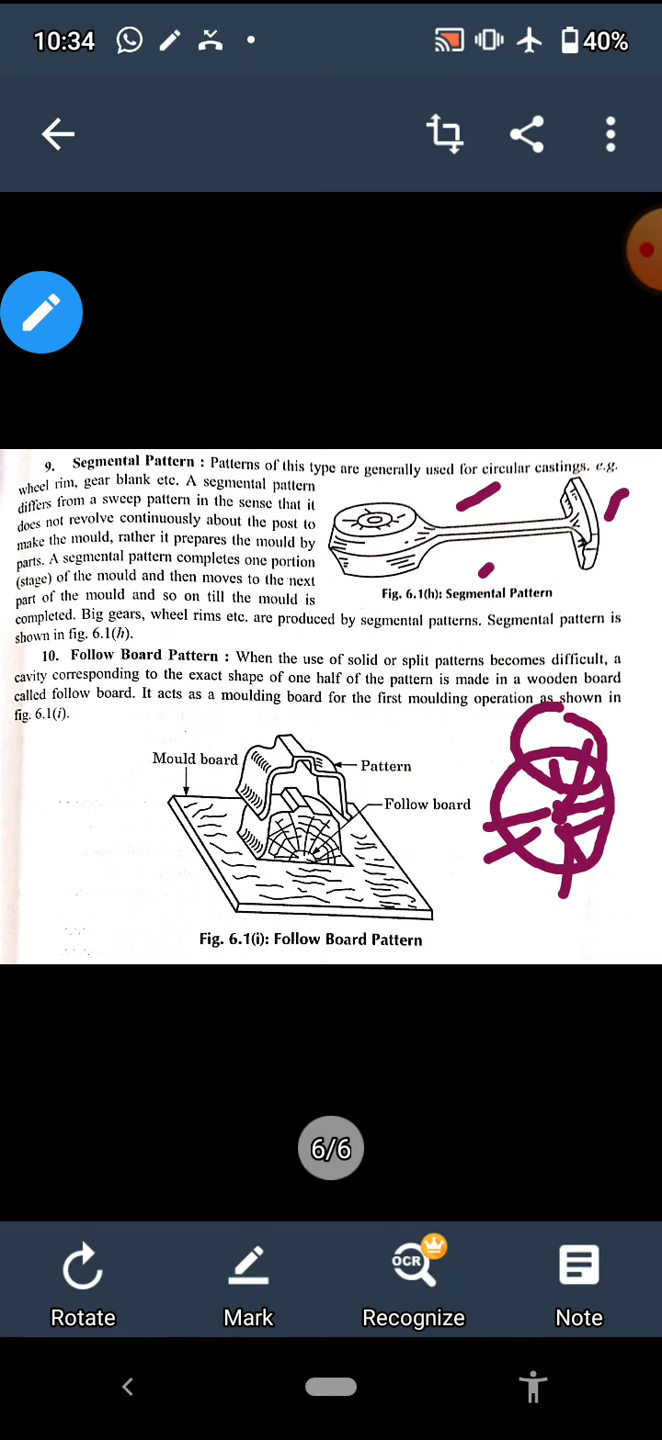 10:34
40%
9. Segmental Pattern : Patterns of this type are generally used for circular castings. e.g.
wheel rim, gear blank etc. A segmental pattern
differs from a sweep pattern in the sense that it
does not revolve continuously about the post to
make the mould, rather it prepares the mould by
parts. A segmental pattern completes one portion
(stage) of the mould and then moves to the next
part of the mould and so on till the mould is
Fig. 6.1(h): Segmental Pattern
completed. Big gears, wheel rims etc. are produced by segmental patterns. Segmental pattern is
shown in fig. 6.1(h).
10. Follow Board Pattern : When the use of solid or split patterns becomes difficult, a
cavity corresponding to the exact shape of one half of the pattern is made in a wooden board
called follow board. It acts as a moulding board for the first moulding operation as shown in
fig. 6.1(i).
Mould board
Pattern
Follow board
Fig. 6.1(i): Follow Board Pattern
6/6
OCR
Rotate
Mark
Recognize
Note